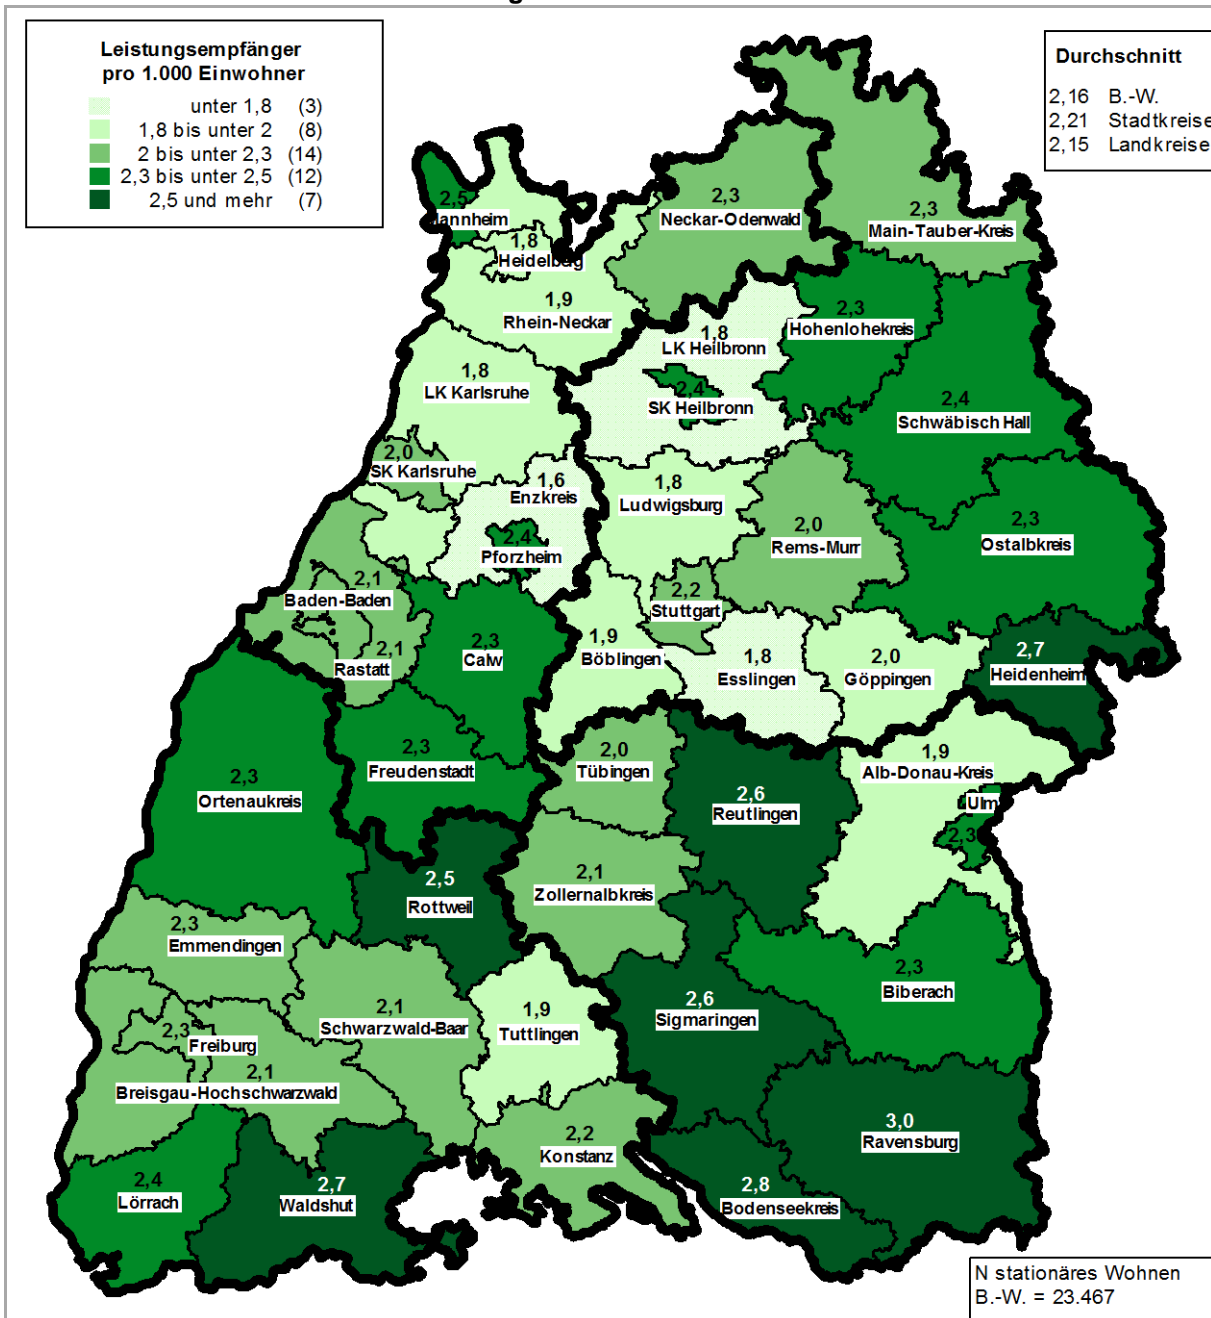 Leistungsempfänger
pro 1.000 Einwohner
unter 1,8 (3)
1,8 bis unter 2 (8)
2 bis unter 2,3 (14)
2,3 bis unter 2,5 (12)
2,5 und mehr (7)
Durchschnitt
2,16 B.-W.
2,21 Stadtkreise
2,15 Landkreise
2,5
annheim
1,8
Heidelberg
1,9
Rhein-Neckar
2,3
Neckar-Odenwald
2,3
Main-Tauber-Kreis
1,8
LK Heilbronn
2,4
SK Heilbronn
2,3
Hohenlohekreis
2,4
Schwäbisch Hall
1,8
LK Karlsruhe
2,0
SK Karlsruhe
1,6
Enzkreis
2,4
Pforzheim
1,8
Ludwigsburg
2,0
Rems-Murr
2,3
Ostalbkreis
2,1
Baden-Baden
2,1
Rastatt
2,3
Calw
2,2
Stuttgart
1,9
Böblingen
1,8
Esslingen
2,0
Göppingen
2,7
Heidenheim
2,3
Ortenaukreis
2,3
Freudenstadt
2,0
Tübingen
2,6
Reutlingen
1,9
Alb-Donau-Kreis
Ulm
2,3
2,5
Rottweil
2,1
Zollernalbkreis
2,3
Emmendingen
2,3
Freiburg
2,1
Breisgau-Hochschwarzwald
2,1
Schwarzwald-Baar
1,9
Tuttlingen
2,6
Sigmaringen
2,3
Biberach
2,4
Lörrach
2,7
Waldshut
2,2
Konstanz
2,8
Bodenseekreis
3,0
Ravensburg
N stationäres Wohnen
B.-W. = 23.467